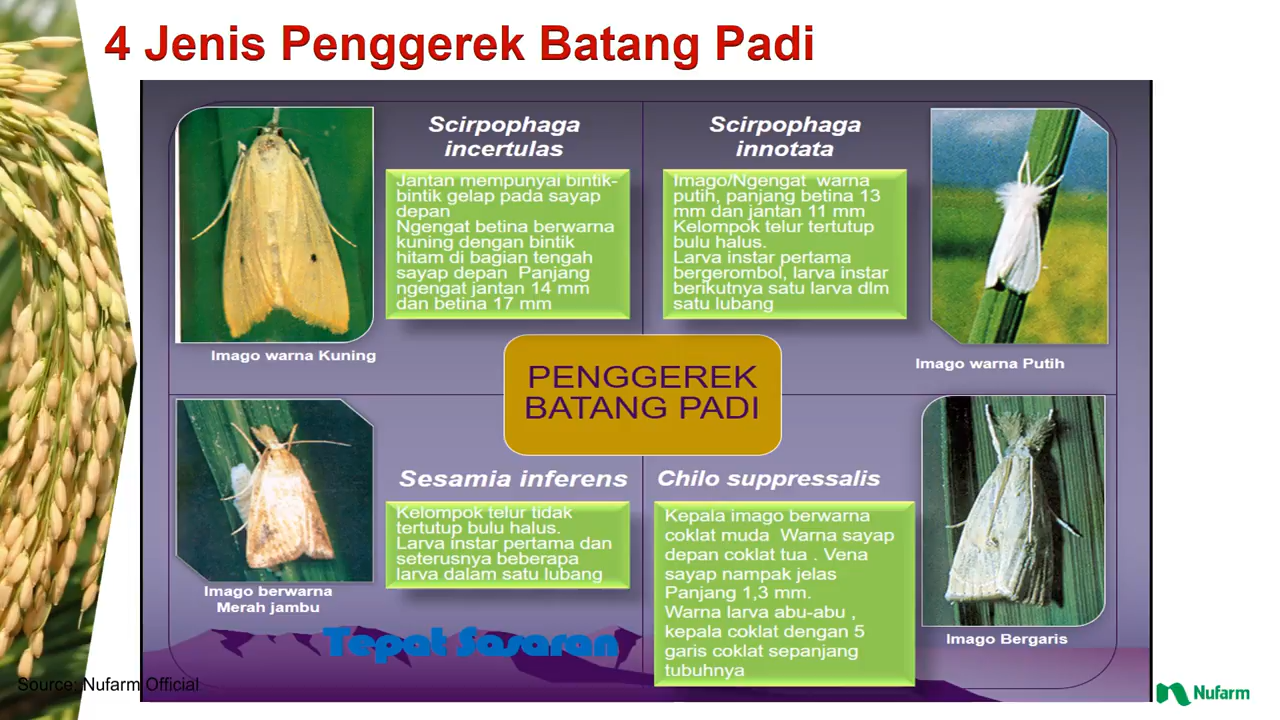 4 Jenis Penggerek Batang Padi
Scirpophaga
incertulas
Jantan mempunyai bintik-
bintik gelap pada sayap
depan
Ngengat betina berwarna
kuning dengan bintik
hitam di bagian tengah
sayap depan Panjang
ngengat jantan 14 mm
dan betina 17 mm
Imago warna Kuning
Scirpophaga
innotata
Imago/Ngengat warna
putih, panjang betina 13
mm dan jantan 11 mm
Kelompok telur tertutup
bulu halus.
Larva instar pertama
bergerombol, larva instar
berikutnya satu larva dlm
satu lubang
Imago warna Putih
PENGGEREK
BATANG PADI
Sesamia inferens
Kelompok telur tidak
tertutup bulu halus.
Larva instar pertama dan
seterusnya beberapa
larva dalam satu lubang
Imago berwarna
Merah jambu
Chilo suppressalis
Kepala imago berwarna
coklat muda Warna sayap
depan coklat tua . Vena
sayap nampak jelas
Panjang 1,3 mm.
Warna larva abu-abu ,
kepala coklat dengan 5
garis coklat sepanjang
tubuhnya
Imago Bergaris
Tepat Sasaran
Source: Nufarm Official
Nufarm